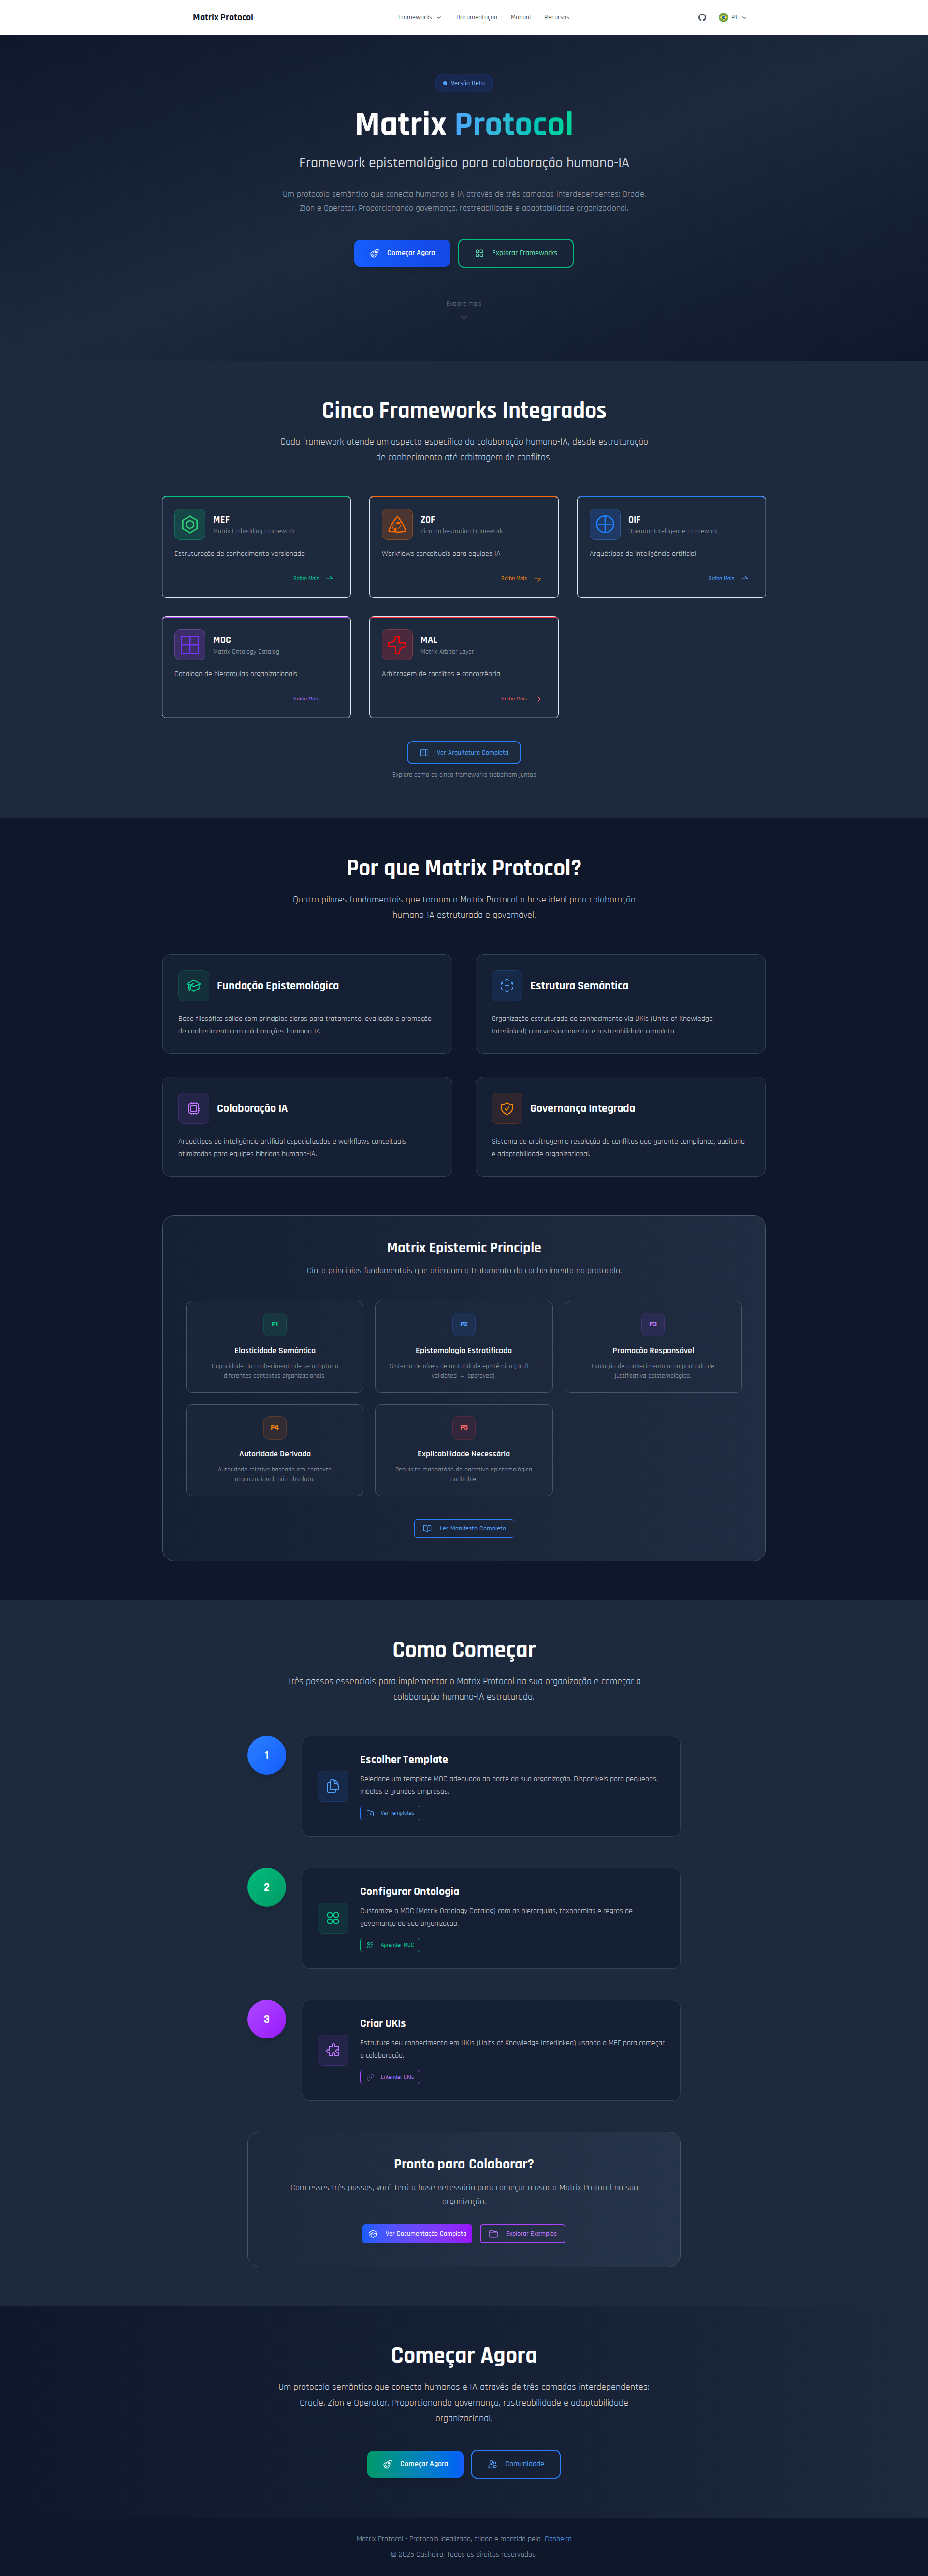 Matrix Protocol
Frameworks
Documentação
Manual
Recursos
PT
Versão Beta
Matrix Protocol
Framework epistemológico para colaboração humano-IA
Um protocolo semântico que conecta humanos e IA através de três camadas interdependentes: Oracle,
Zion e Operator. Proporcionando governança, rastreabilidade e adaptabilidade organizacional.
Começar Agora
Explorar Frameworks
Explore mais
Cinco Frameworks Integrados
Cada framework atende um aspecto específico da colaboração humano-IA, desde estruturação
de conhecimento até arbitragem de conflitos.
MEF
Matrix Embedding Framework
Estruturação de conhecimento versionado
Saiba Mais
ZOF
Zion Orchestration Framework
Workflows conceituais para equipes IA
Saiba Mais
OIF
Operator Intelligence Framework
Arquétipos de inteligência artificial
Saiba Mais
MOC
Matrix Ontology Catalog
Catálogo de hierarquias organizacionais
Saiba Mais
MAL
Matrix Arbiter Layer
Arbitragem de conflitos e concorrência
Saiba Mais
Ver Arquitetura Completa
Explore como os cinco frameworks trabalham juntos
Por que Matrix Protocol?
Quatro pilares fundamentais que tornam o Matrix Protocol a base ideal para colaboração
humano-IA estruturada e governável.
Fundação Epistemológica
Base filosófica sólida com princípios claros para tratamento, avaliação e promoção
de conhecimento em colaborações humano-IA.
Estrutura Semântica
Organização estruturada do conhecimento via UKIs (Units of Knowledge
Interlinked) com versionamento e rastreabilidade completa.
Colaboração IA
Arquétipos de inteligência artificial especializados e workflows conceituais
otimizados para equipes híbridas humano-IA.
Governança Integrada
Sistema de arbitragem e resolução de conflitos que garante compliance, auditoria
e adaptabilidade organizacional.
Matrix Epistemic Principle
Cinco princípios fundamentais que orientam o tratamento do conhecimento no protocolo.
P1
Elasticidade Semântica
Capacidade do conhecimento de se adaptar a
diferentes contextos organizacionais.
P2
Epistemologia Estratificada
Sistema de níveis de maturidade epistêmica (draft →
validated → approved).
P3
Promoção Responsável
Evolução de conhecimento acompanhada de
justificativa epistemológica.
P4
Autoridade Derivada
Autoridade relativa baseada em contexto
organizacional, não absoluta.
P5
Explicabilidade Necessária
Requisito mandatório de narrativa epistemológica
auditable.
Ler Manifesto Completo
Como Começar
Três passos essenciais para implementar o Matrix Protocol na sua organização e começar a
colaboração humano-IA estruturada.
1
Escolher Template
Selecione um template MOC adequado ao porte da sua organização. Disponíveis para pequenas,
médias e grandes empresas.
Ver Templates
2
Configurar Ontologia
Customize o MOC (Matrix Ontology Catalog) com as hierarquias, taxonomias e regras de
governança da sua organização.
Aprender MOC
3
Criar UKIs
Estruture seu conhecimento em UKIs (Units of Knowledge Interlinked) usando o MEF para começar
a colaboração.
Entender UKIs
Pronto para Colaborar?
Com esses três passos, você terá a base necessária para começar a usar o Matrix Protocol na sua
organização.
Ver Documentação Completa
Explorar Exemplos
Começar Agora
Um protocolo semântico que conecta humanos e IA através de três camadas interdependentes:
Oracle, Zion e Operator. Proporcionando governança, rastreabilidade e adaptabilidade
organizacional.
Começar Agora
Comunidade
Matrix Protocol - Protocolo idealizado, criado e mantido pela Casheiro
© 2025 Casheiro. Todos os direitos reservados.